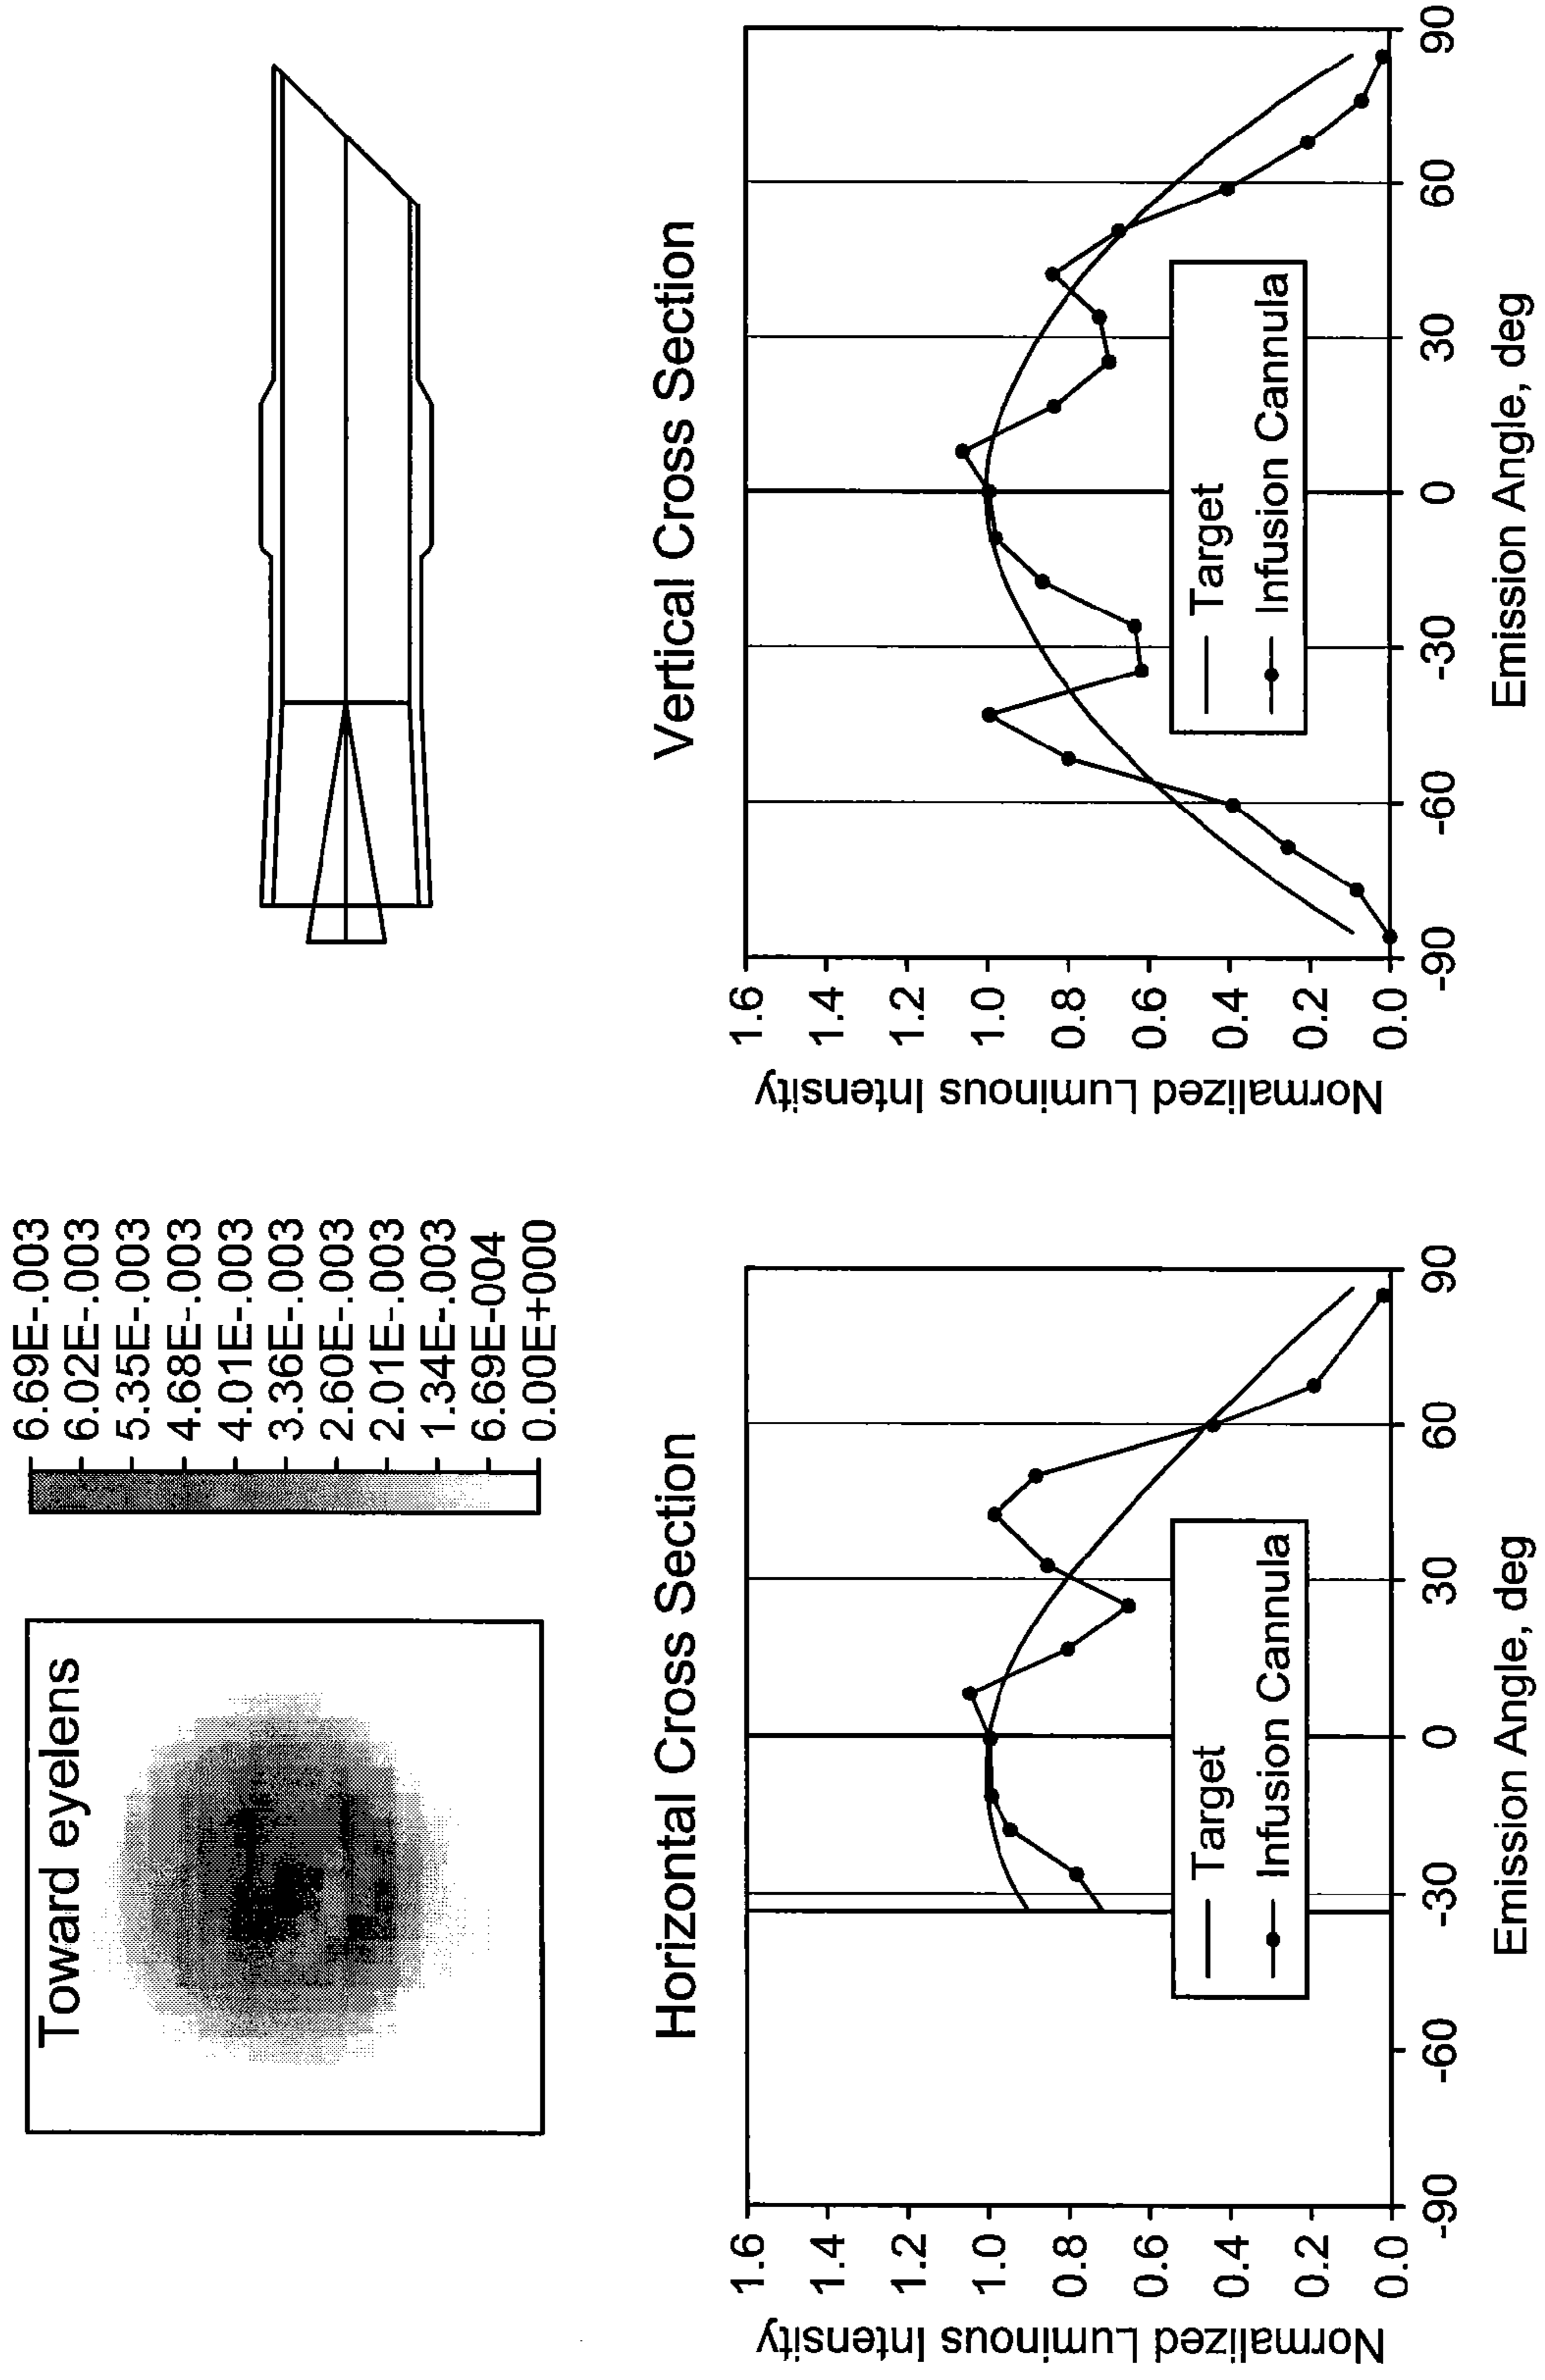 Toward eyelens
6.69E-.003
6.02E-.003
5.35E-.003
4.68E-.003
4.01E-.003
3.36E-.003
2.60E-.003
2.01E-.003
1.34E-.003
6.69E-004
0.00E+000
Horizontal Cross Section
Normalized Luminous Intensity
1.6
1.4
1.2
1.0
0.8
0.6
0.4
0.2
0.0
Target
Infusion Cannula
-90
-60
-30
0
30
60
90
Emission Angle, deg
Vertical Cross Section
Normalized Luminous Intensity
1.6
1.4
1.2
1.0
0.8
0.6
0.4
0.2
0.0
Target
Infusion Cannula
-90
-60
-30
0
30
60
90
Emission Angle, deg